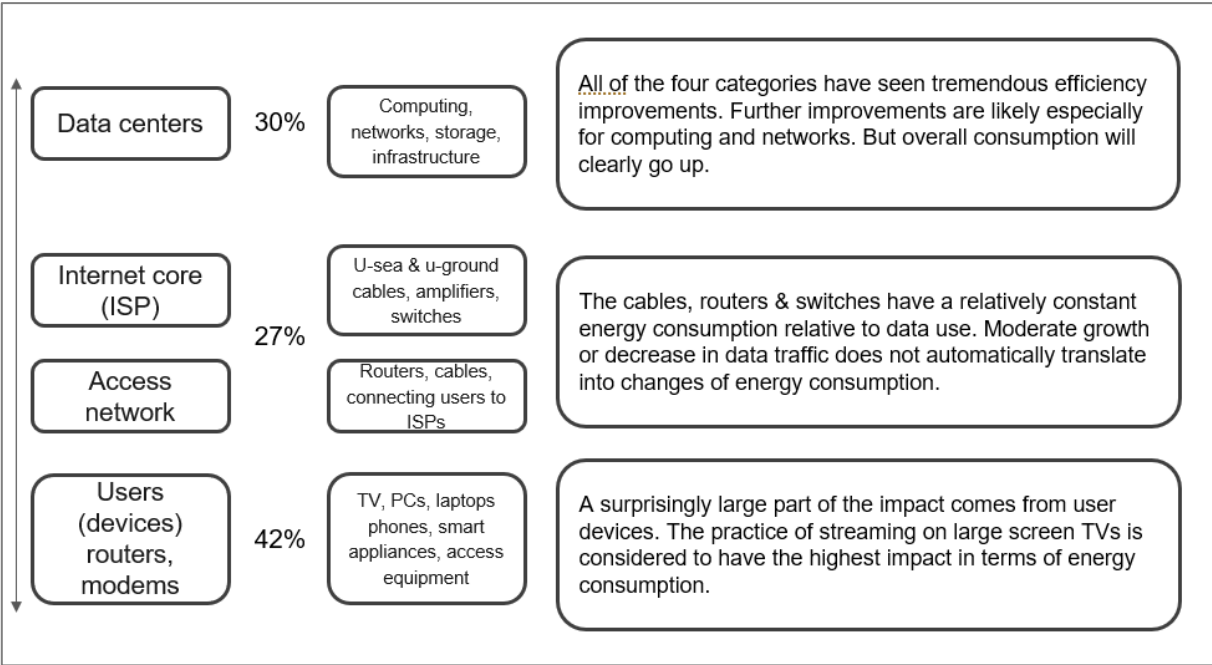 Data centers
30%
Computing,
networks, storage,
infrastructure
All of the four categories have seen tremendous efficiency
improvements. Further improvements are likely especially
for computing and networks. But overall consumption will
clearly go up.
Internet core
(ISP)
U-sea & u-ground
cables, amplifiers,
switches
27%
Access
network
Routers, cables,
connecting users to
ISPs
The cables, routers & switches have a relatively constant
energy consumption relative to data use. Moderate growth
or decrease in data traffic does not automatically translate
into changes of energy consumption.
Users
(devices)
routers,
modems
42%
TV, PCs, laptops
phones, smart
appliances, access
equipment
A surprisingly large part of the impact comes from user
devices. The practice of streaming on large screen TVs is
considered to have the highest impact in terms of energy
consumption.